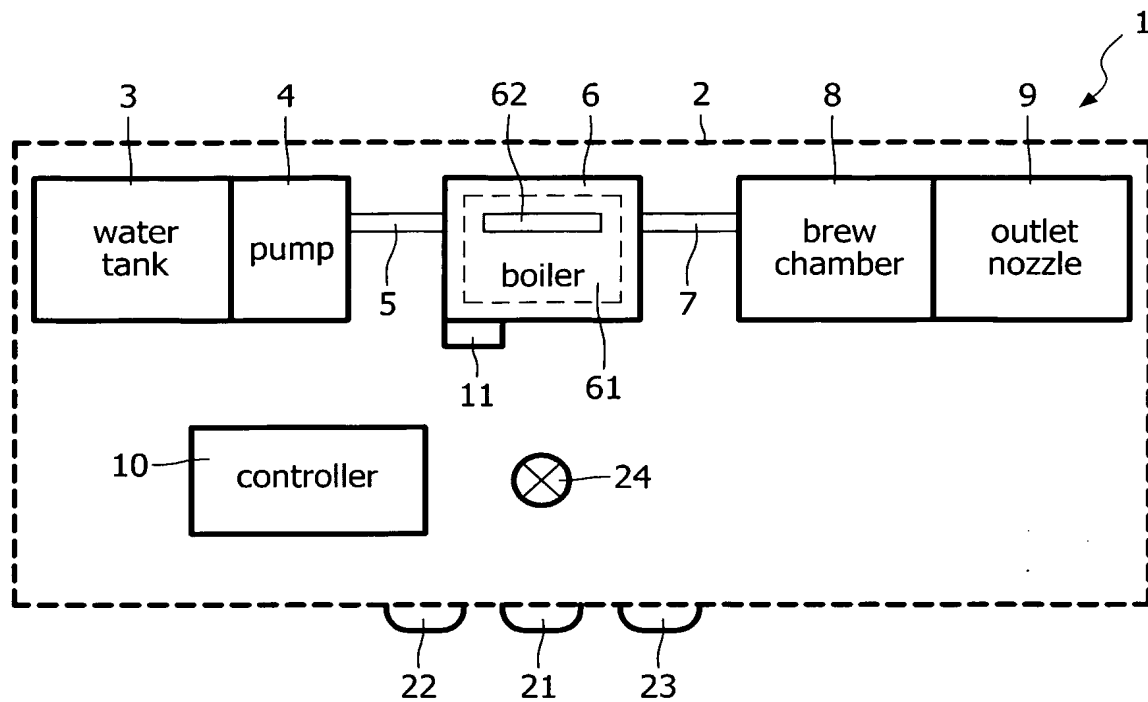 1
3
4
62
6
2
8
9
water
tank
pump
boiler
brew
chamber
outlet
nozzle
5
7
11
61
10
controller
24
22
21
23